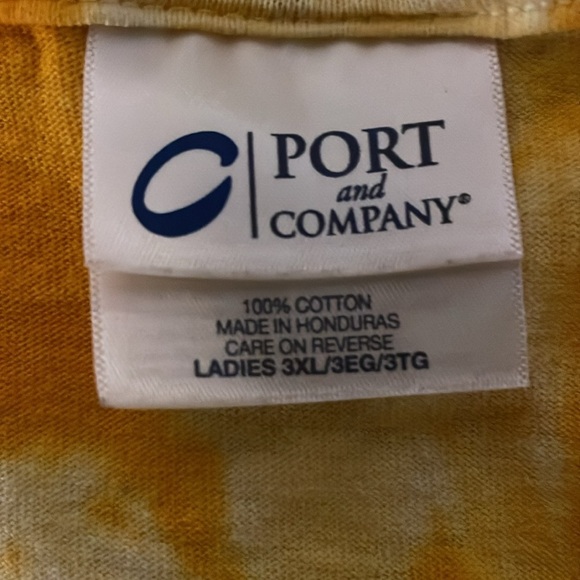 PORT
and
COMPANY®
100% COTTON
MADE IN HONDURAS
CARE ON REVERSE
LADIES 3XL/3EG/3TG